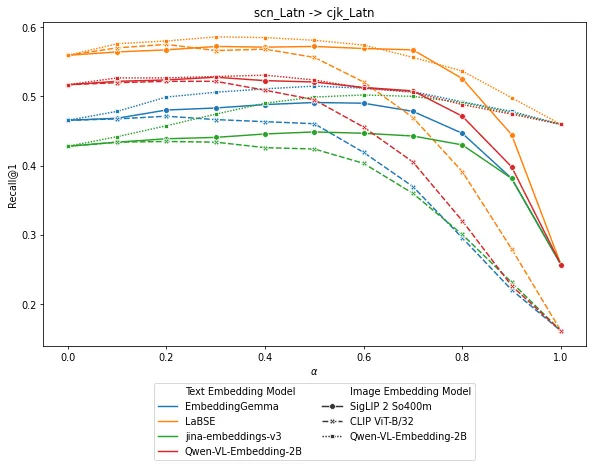 scn_Latn -> cjk_Latn
0.6
0.5
0.4
0.3
0.2
Recall@1
0.0
0.2
0.4
0.6
0.8
1.0
α
Text Embedding Model
EmbeddingGemma
LaBSE
jina-embeddings-v3
Qwen-VL-Embedding-2B
Image Embedding Model
SigLIP 2 So400m
CLIP ViT-B/32
Qwen-VL-Embedding-2B